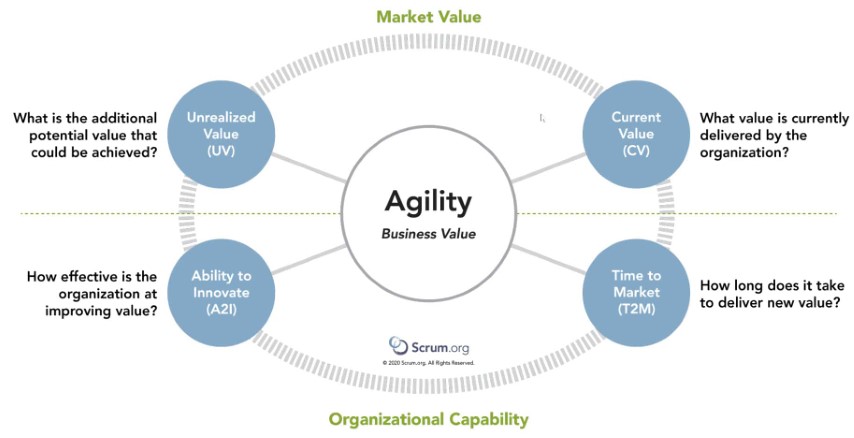 Market Value
What is the additional
potential value that
could be achieved?
Unrealized
Value
(UV)
Current
Value
(CV)
What value is currently
delivered by the
organization?
Agility
Business Value
How effective is the
organization at
improving value?
Ability to
Innovate
(A2I)
Time to
Market
(T2M)
How long does it take
to deliver new value?
Scrum.org
© 2020 Scrum.org. All Rights Reserved.
Organizational Capability